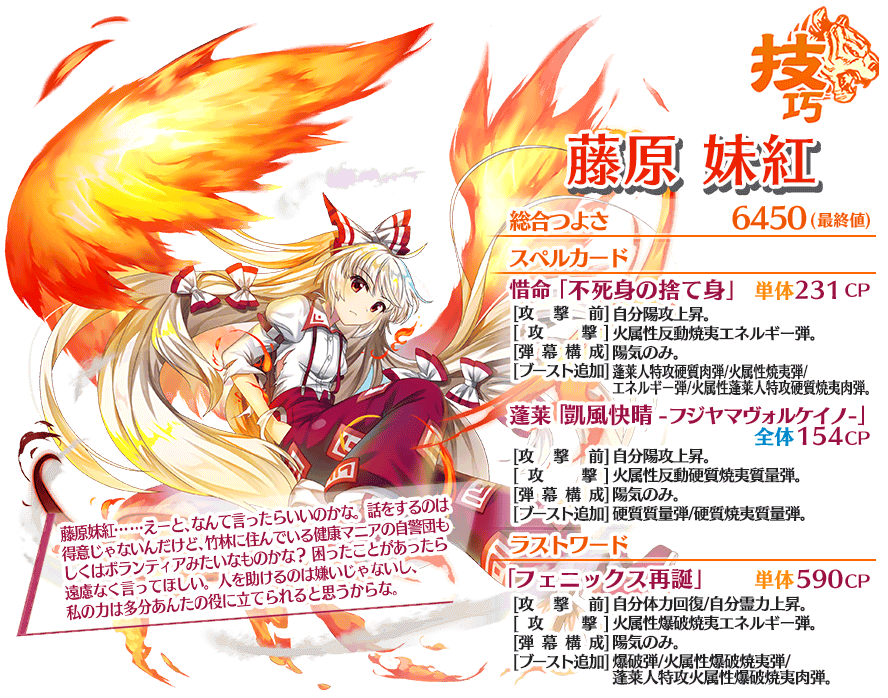 技巧
藤原 妹紅
総合つよさ 6450(最終値)
スペルカード
惜命「不死身の捨て身」 単体231CP
[攻撃前]自分陽攻上昇。
[攻撃]火属性反動焼夷エネルギー弾。
[弾幕構成]陽気のみ。
[ブースト追加]蓬莱人特攻硬質肉弾/火属性焼夷弾/
エネルギー弾/火属性蓬莱人特攻硬質焼夷肉弾。
蓬莱「凱風快晴 -フジヤマヴォルケイノ-」
全体154CP
[攻撃前]自分陽攻上昇。
[攻撃]火属性反動硬質焼夷質量弾。
[弾幕構成]陽気のみ。
[ブースト追加]硬質質量弾/硬質焼夷質量弾。
ラストワード
「フェニックス再誕」 単体590CP
[攻撃前]自分体力回復/自分霊力上昇。
[攻撃]火属性爆破焼夷エネルギー弾。
[弾幕構成]陽気のみ。
[ブースト追加]爆破弾/火属性爆破焼夷弾/
蓬莱人特攻火属性爆破焼夷肉弾。
藤原妹紅……えーと、なんて言ったらいいのかな。話をするのは
得意じゃないんだけど、竹林に住んでいる健康マニアの自警団も
しくはボランティアみたいなものかな？ 困ったことがあったら
遠慮なく言ってほしい。人を助けるのは嫌いじゃないし、
私の力は多分あんたの役に立てられると思うからな。